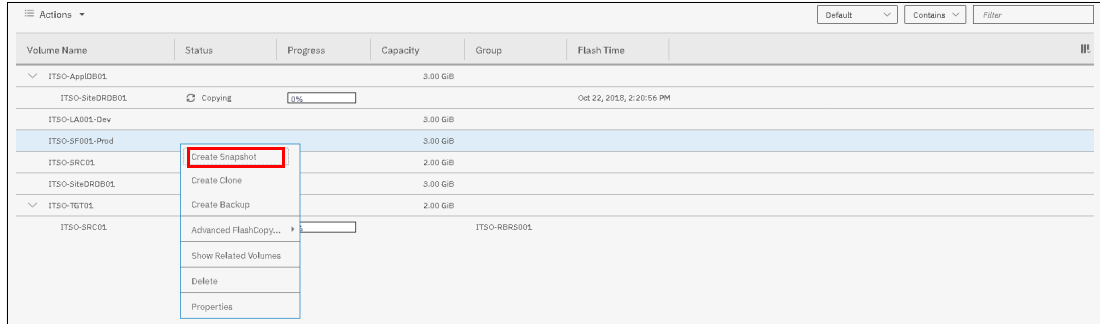 Actions Default Contains Filter
Volume Name Status Progress Capacity Group Flash Time
ITSO-ApplDB01 3.00 GiB
ITSO-SiteDRDB01 Copying 0% Oct 22, 2018, 2:20:56 PM
ITSO-LA001-Dev 3.00 GiB
ITSO-SF001-Prod 3.00 GiB
Create Snapshot
ITSO-SRC01 2.00 GiB
Create Clone
ITSO-SiteDRDB01 3.00 GiB
Create Backup
ITSO-TGT01 2.00 GiB
ITSO-SRC01 ITSO-RBRS001
Advanced FlashCopy...
Show Related Volumes
Delete
Properties